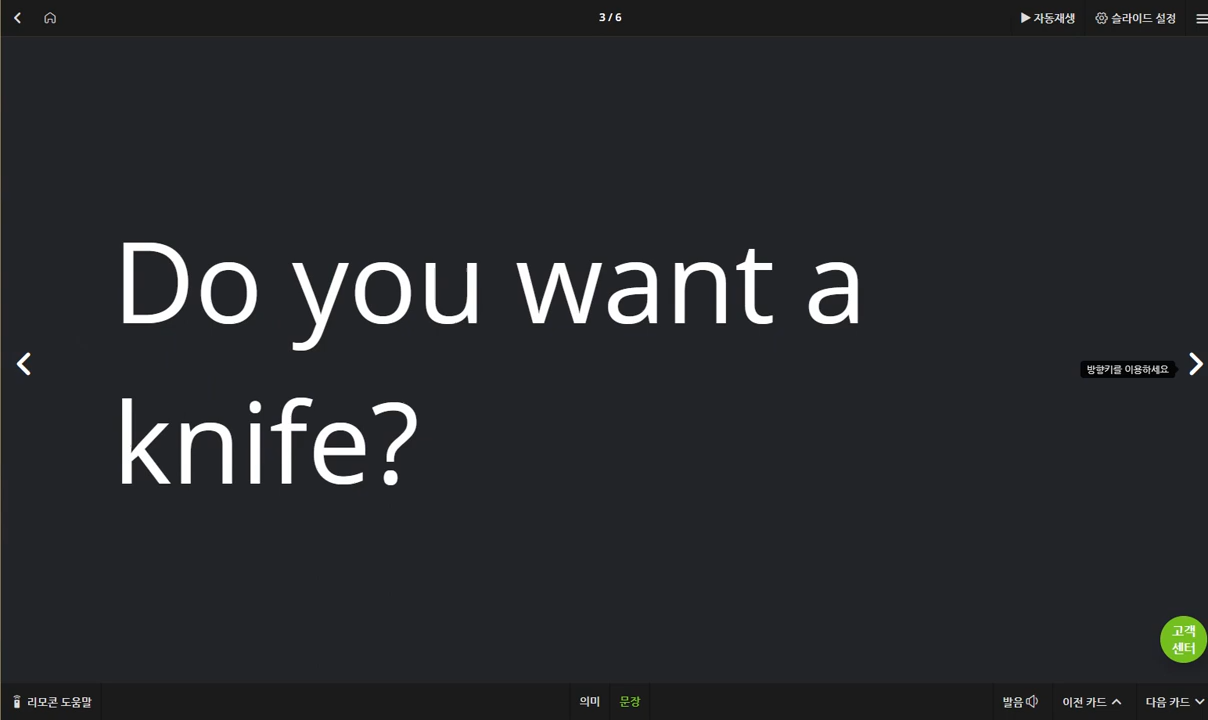 3 / 6
자동재생
슬라이드 설정
Do you want a
knife?
방향키를 이용하세요
고객
센터
리모콘 도움말
의미
문장
발음
이전 카드
다음 카드